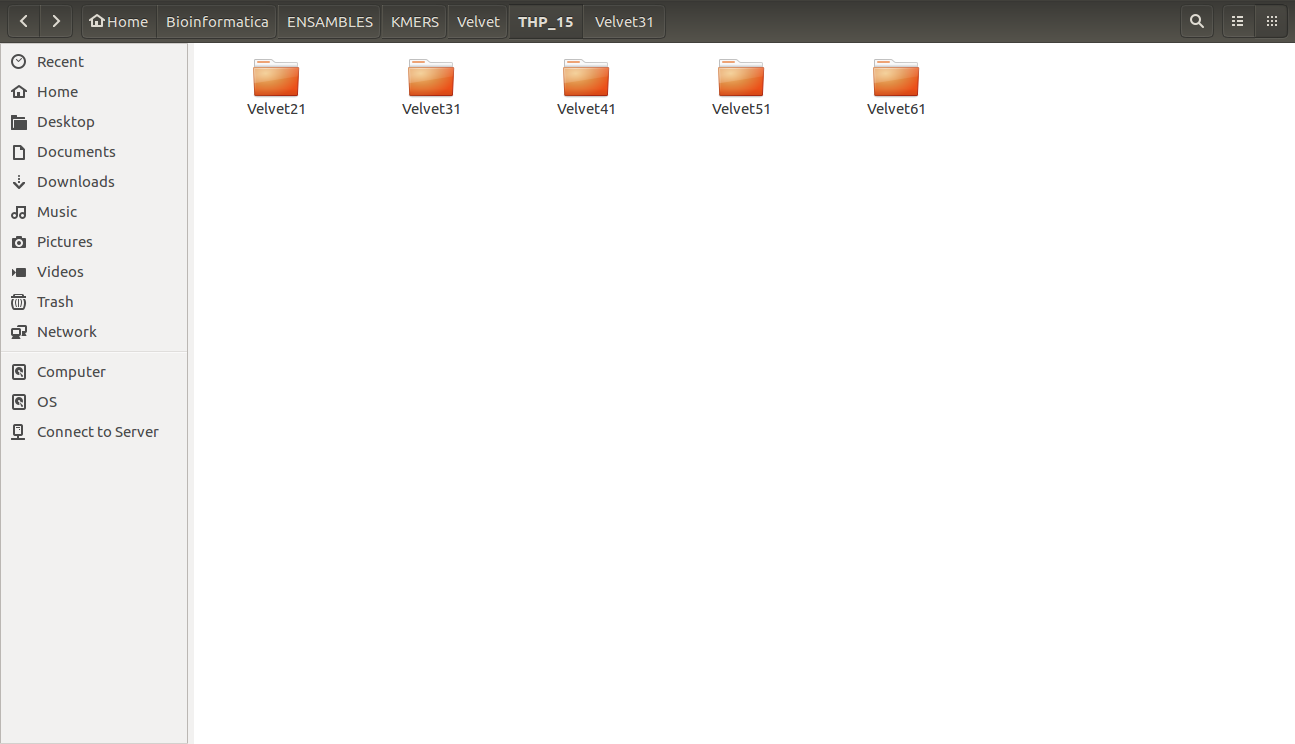 Home Bioinformatica ENSAMBLES KMERS Velvet THP_15 Velvet31
Recent
Home
Desktop
Documents
Downloads
Music
Pictures
Videos
Trash
Network
Computer
OS
Connect to Server
Velvet21 Velvet31 Velvet41 Velvet51 Velvet61